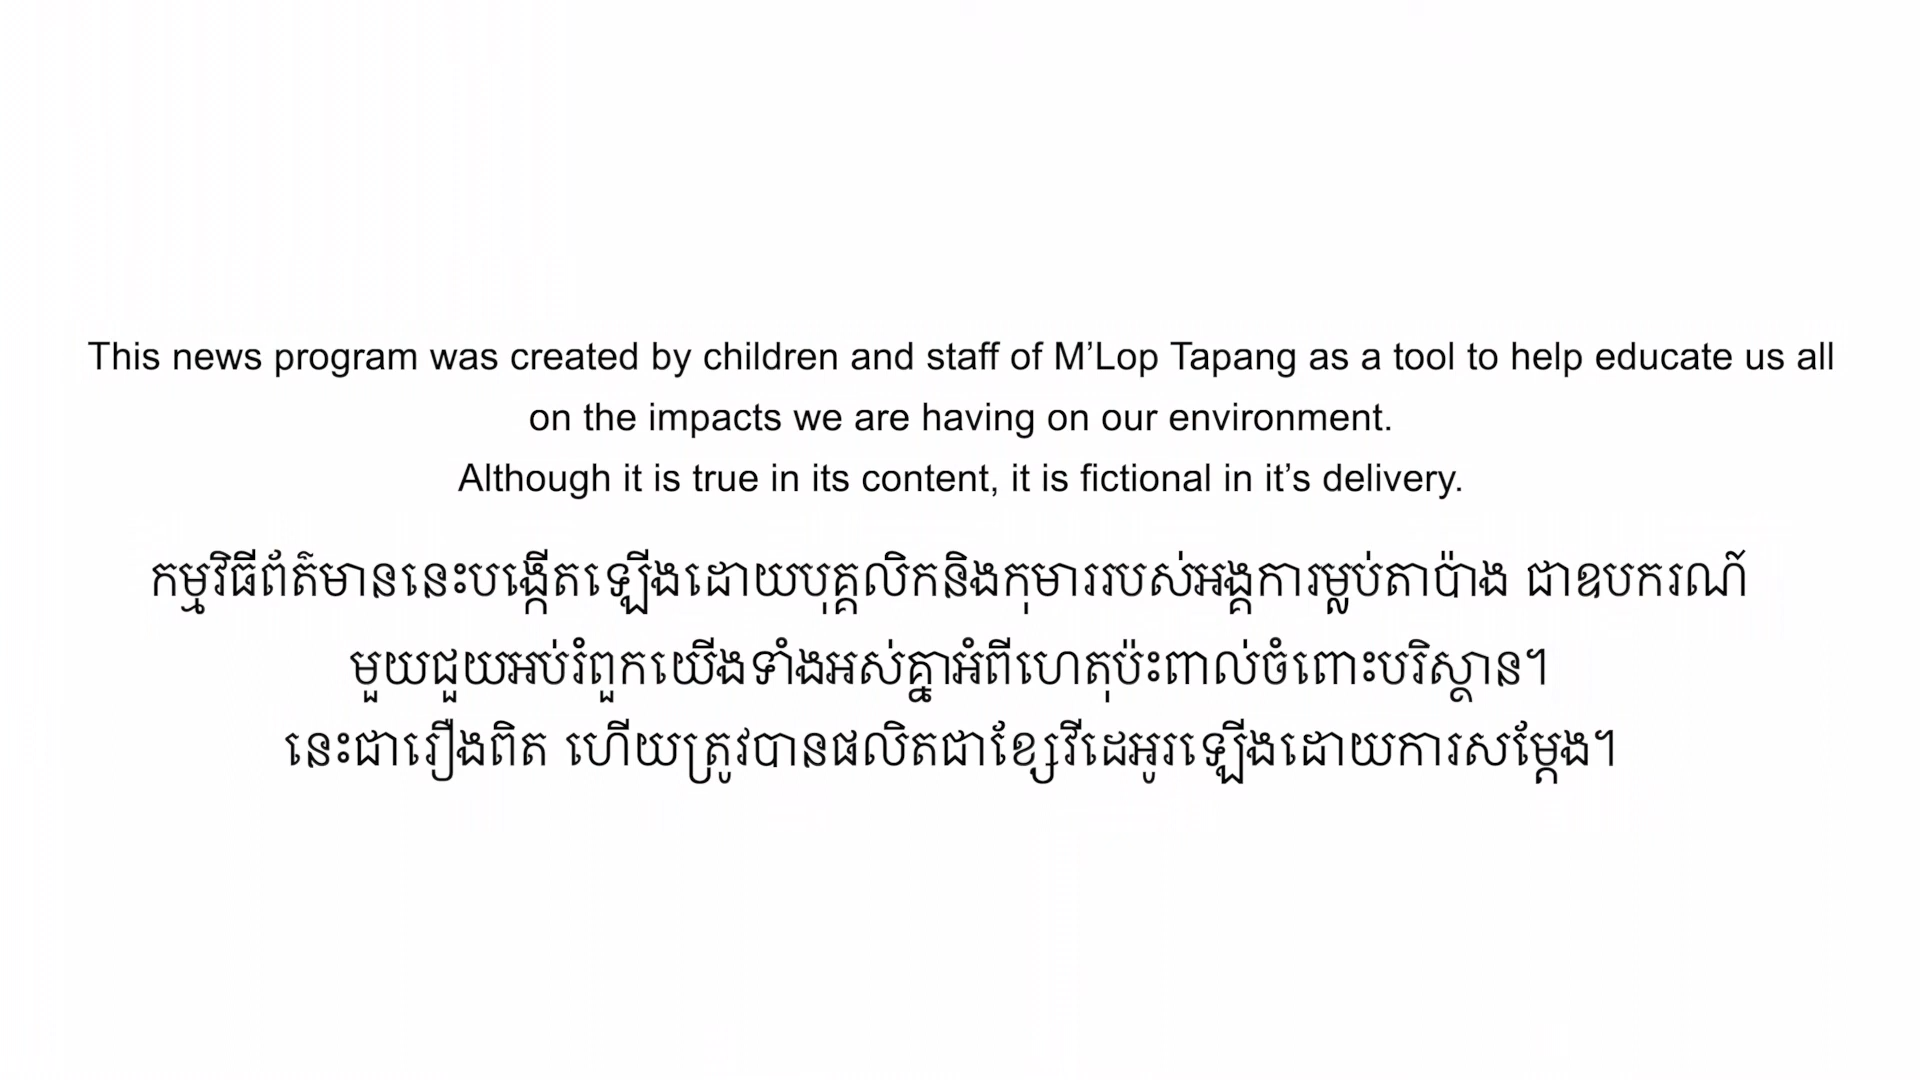 This news program was created by children and staff of M’Lop Tapang as a tool to help educate us all
on the impacts we are having on our environment.
Although it is true in its content, it is fictional in it’s delivery.
កម្មវិធីព័ត៌មាននេះបង្កើតឡើងដោយបុគ្គលិកនិងកុមាររបស់អង្គការម្លប់តាប៉ាង ជាឧបករណ៍
មួយជួយអប់រំពួកយើងទាំងអស់គ្នាអំពីហេតុប៉ះពាល់ចំពោះបរិស្ថាន។
នេះជារឿងពិត ហើយត្រូវបានផលិតជាខ្សែវីដេអូរឡើងដោយការសម្តែង។